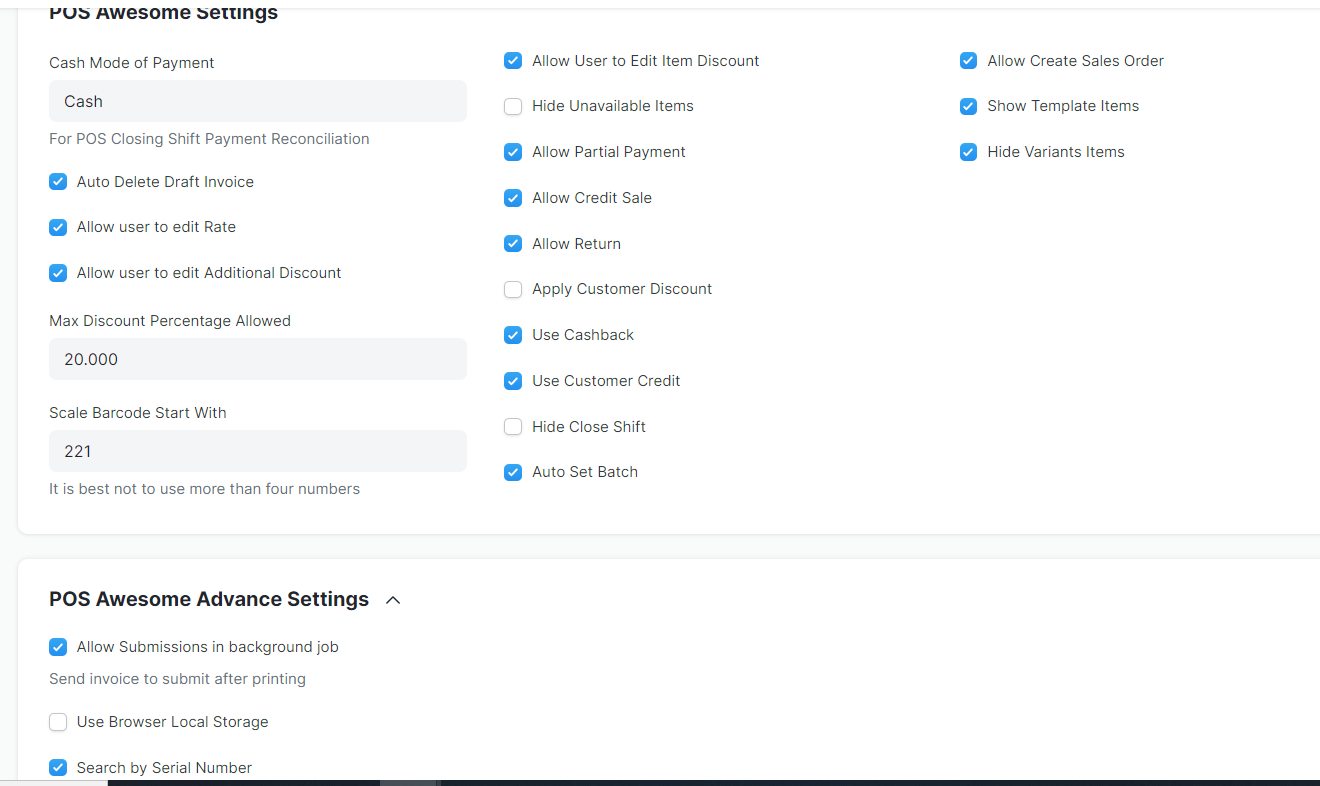 POS Awesome Settings
Cash Mode of Payment
Cash
For POS Closing Shift Payment Reconciliation
Auto Delete Draft Invoice
Allow user to edit Rate
Allow user to edit Additional Discount
Max Discount Percentage Allowed
20.000
Scale Barcode Start With
221
It is best not to use more than four numbers
Allow User to Edit Item Discount
Hide Unavailable Items
Allow Partial Payment
Allow Credit Sale
Allow Return
Apply Customer Discount
Use Cashback
Use Customer Credit
Hide Close Shift
Auto Set Batch
Allow Create Sales Order
Show Template Items
Hide Variants Items
POS Awesome Advance Settings
Allow Submissions in background job
Send invoice to submit after printing
Use Browser Local Storage
Search by Serial Number